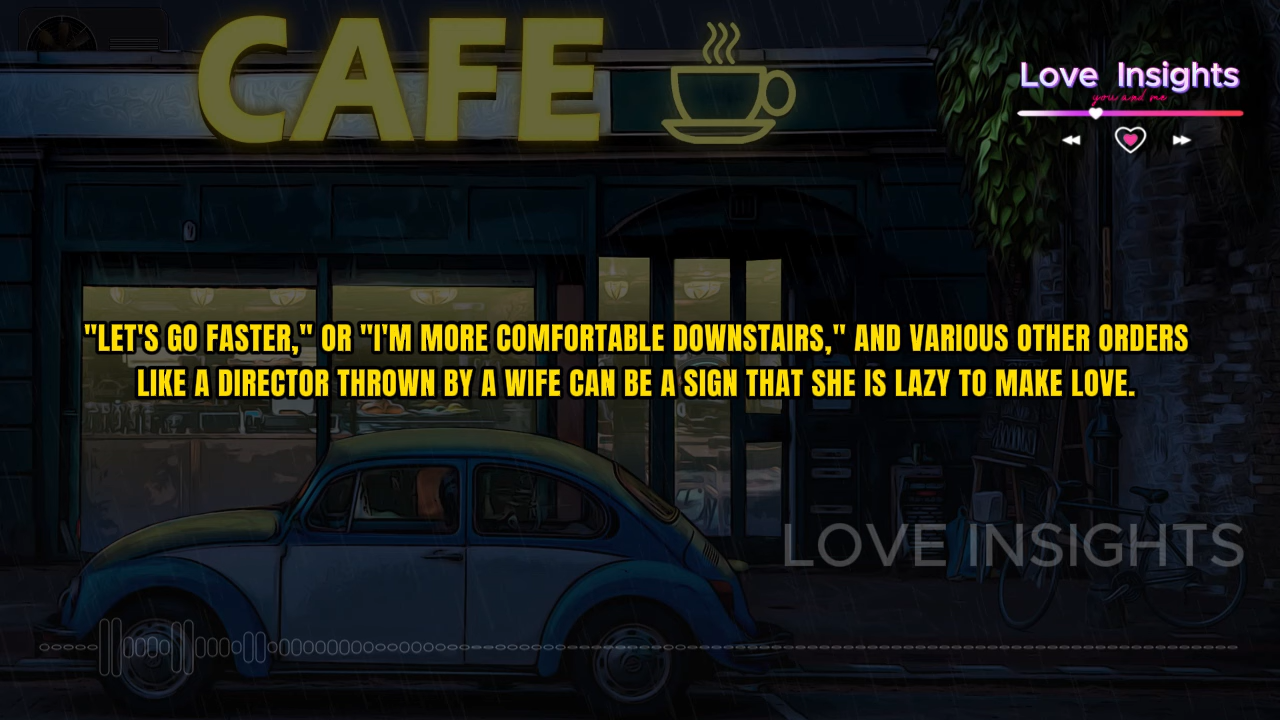 CAFE
Love Insights
you and me
"LET'S GO FASTER," OR "I'M MORE COMFORTABLE DOWNSTAIRS," AND VARIOUS OTHER ORDERS
LIKE A DIRECTOR THROWN BY A WIFE CAN BE A SIGN THAT SHE IS LAZY TO MAKE LOVE.
LOVE INSIGHTS